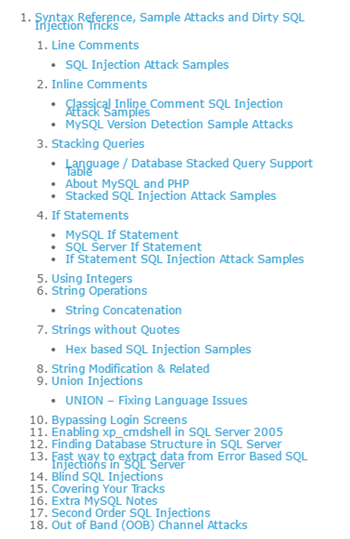 1. Syntax Reference, Sample Attacks and Dirty SQL
Injection Tricks
1. Line Comments
• SQL Injection Attack Samples
2. Inline Comments
• Classical Inline Comment SQL Injection
Attack Samples
• MySQL Version Detection Sample Attacks
3. Stacking Queries
• Language / Database Stacked Query Support
Table
• About MySQL and PHP
• Stacked SQL Injection Attack Samples
4. If Statements
• MySQL If Statement
• SQL Server If Statement
• If Statement SQL Injection Attack Samples
5. Using Integers
6. String Operations
• String Concatenation
7. Strings without Quotes
• Hex based SQL Injection Samples
8. String Modification & Related
9. Union Injections
• UNION – Fixing Language Issues
10. Bypassing Login Screens
11. Enabling xp_cmdshell in SQL Server 2005
12. Finding Database Structure in SQL Server
13. Fast way to extract data from Error Based SQL
Injections in SQL Server
14. Blind SQL Injections
15. Covering Your Tracks
16. Extra MySQL Notes
17. Second Order SQL Injections
18. Out of Band (OOB) Channel Attacks